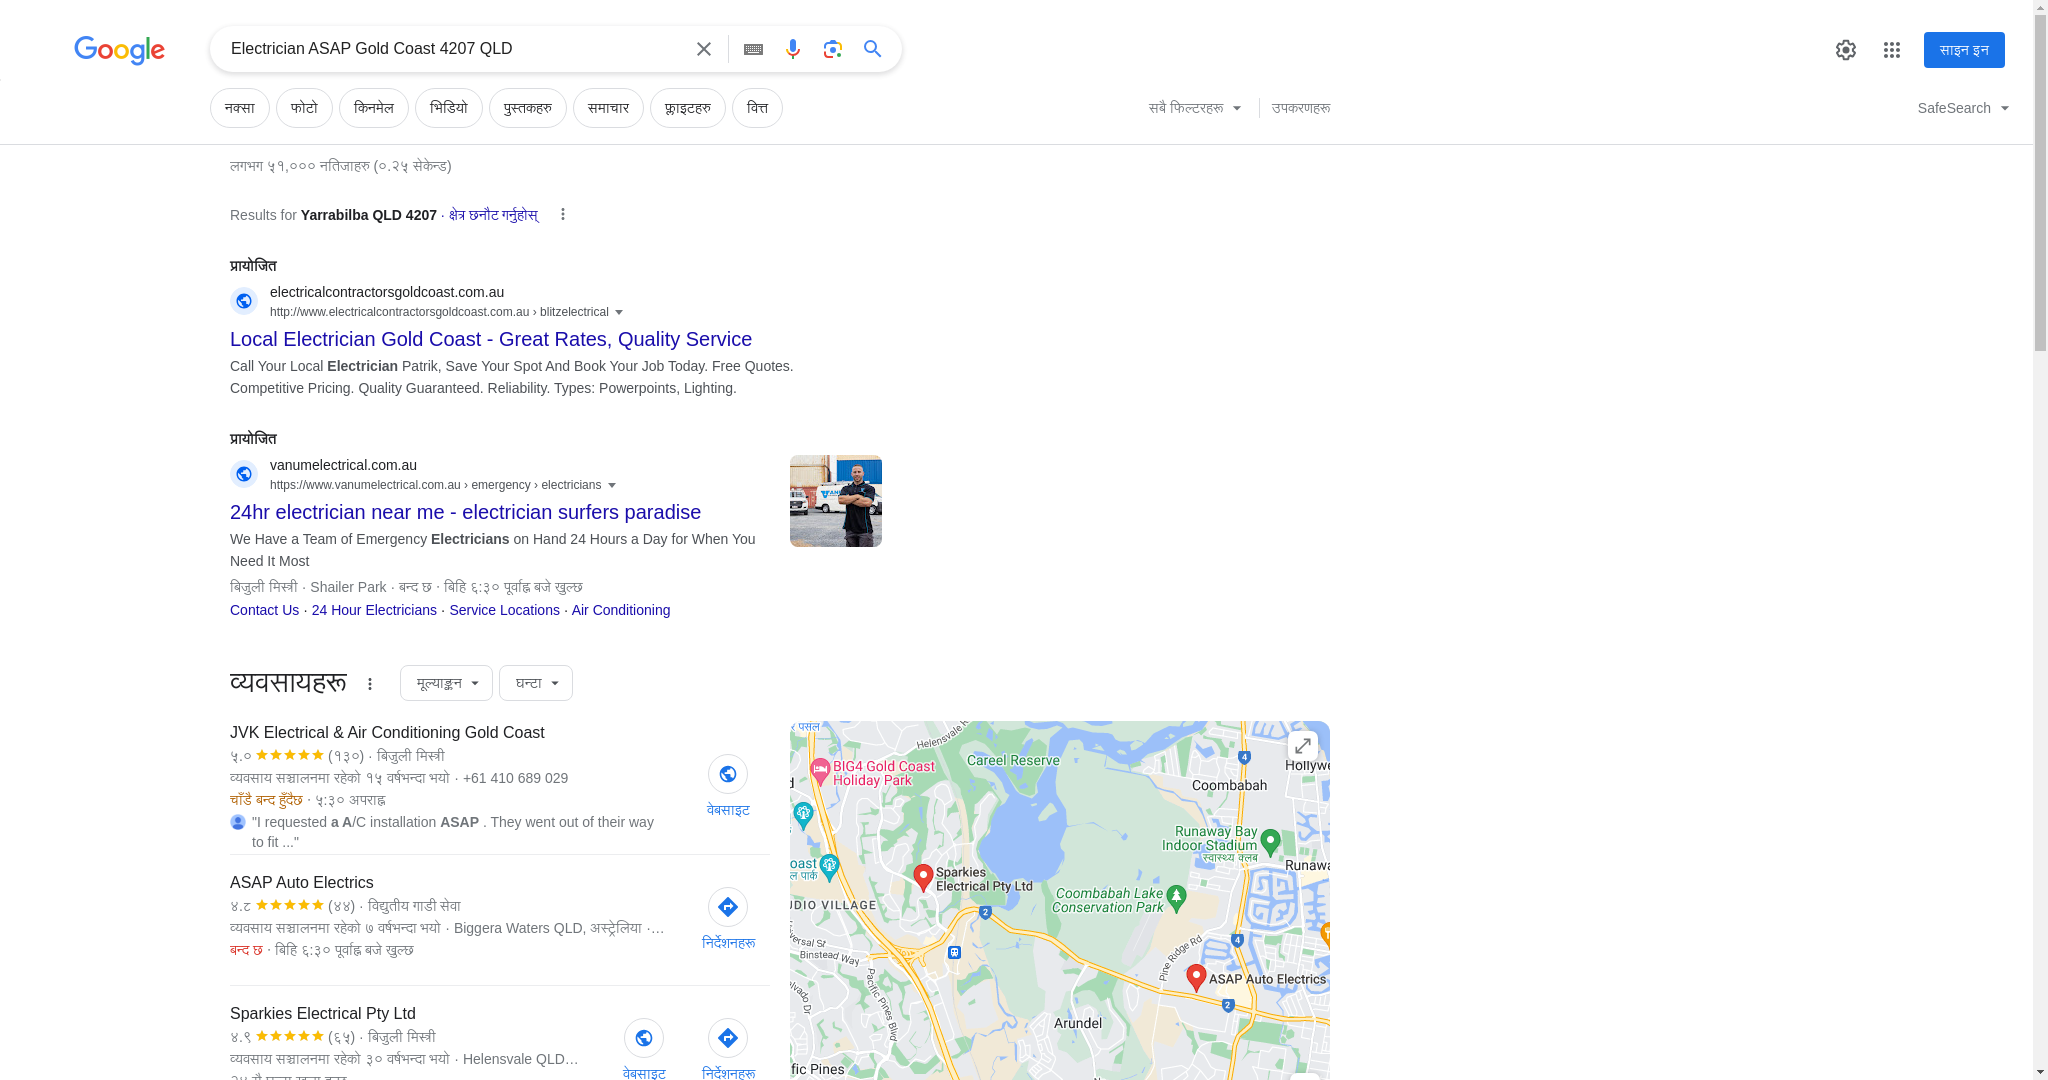 Google
Electrician ASAP Gold Coast 4207 QLD
साइन इन
नक्सा
फोटो
किनमेल
भिडियो
पुस्तकहरु
समाचार
फ्लाइटहरु
वित्त
सबै फिल्टरहरू
उपकरणहरू
SafeSearch
लगभग ५१,००० नतिजाहरु (०.२५ सेकेन्ड)
Results for Yarrabilba QLD 4207 · क्षेत्र छनौट गर्नुहोस्
प्रायोजित
electricalcontractorsgoldcoast.com.au
http://www.electricalcontractorsgoldcoast.com.au › blitzelectrical
Local Electrician Gold Coast - Great Rates, Quality Service
Call Your Local Electrician Patrik, Save Your Spot And Book Your Job Today. Free Quotes.
Competitive Pricing. Quality Guaranteed. Reliability. Types: Powerpoints, Lighting.
प्रायोजित
vanumelectrical.com.au
https://www.vanumelectrical.com.au › emergency › electricians
24hr electrician near me - electrician surfers paradise
We Have a Team of Emergency Electricians on Hand 24 Hours a Day for When You
Need It Most
बिजुली मिस्त्री · Shailer Park · बन्द छ · बिहि ६:३० पूर्वाह्न बजे खुल्छ
Contact Us · 24 Hour Electricians · Service Locations · Air Conditioning
व्यवसायहरू
मूल्याङ्कन
घन्टा
JVK Electrical & Air Conditioning Gold Coast
५.० (१३०) · बिजुली मिस्त्री
व्यवसाय सञ्चालनमा रहेको १५ वर्षभन्दा भयो · +61 410 689 029
चाँडै बन्द हुँदैछ · ५:३० अपराह्न
"I requested a A/C installation ASAP . They went out of their way
to fit ..."
वेबसाइट
ASAP Auto Electrics
४.८ (४४) · विद्युतीय गाडी सेवा
व्यवसाय सञ्चालनमा रहेको ७ वर्षभन्दा भयो · Biggera Waters QLD, अस्ट्रेलिया ·…
बन्द छ · बिहि ६:३० पूर्वाह्न बजे खुल्छ
निर्देशनहरू
Sparkies Electrical Pty Ltd
४.९ (६५) · बिजुली मिस्त्री
व्यवसाय सञ्चालनमा रहेको ३० वर्षभन्दा भयो · Helensvale QLD…
वेबसाइट
निर्देशनहरू
र पसल
Helensvale R
Careel Reserve
4
Hollywe
BIG4 Gold Coast
Holiday Park
Coombabah
Runaway Bay
Indoor Stadium
स्वास्थ्य क्लब
Runawa
oast
ल पार्क
Sparkies
Electrical Pty Ltd
Coombabah Lake
Conservation Park
UDIO VILLAGE
2
4
versal St
Binstead Way
Pine Ridge Rd
ASAP Auto Electrics
Pacific Pines Blvd
alvado Dr
2
Arundel
fic Pines